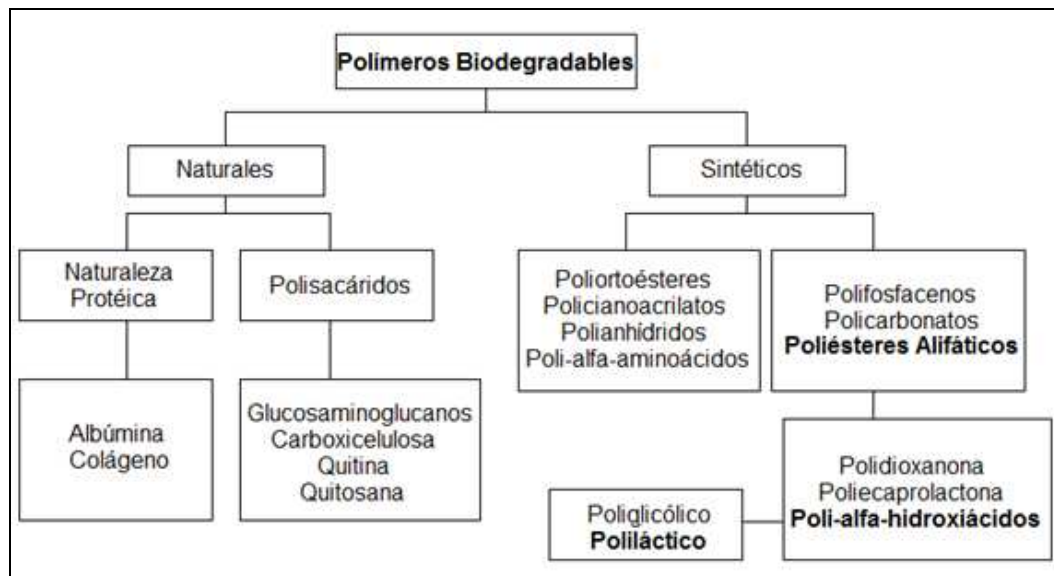 Polímeros Biodegradables
Naturales
Sintéticos
Naturaleza
Protéica
Polisacáridos
Poliortoésteres
Policianoacrilatos
Polianhídridos
Poli-alfa-aminoácidos
Polifosfacenos
Policarbonatos
Poliésteres Alifáticos
Albúmina
Colágeno
Glucosaminoglucanos
Carboxicelulosa
Quitina
Quitosana
Polidioxanona
Poliecaprolactona
Poli-alfa-hidroxiácidos
Poliglicólico
Poliláctico